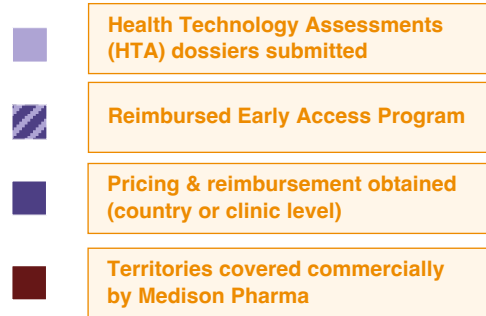 Health Technology Assessments
(HTA) dossiers submitted
Reimbursed Early Access Program
Pricing & reimbursement obtained
(country or clinic level)
Territories covered commercially
by Medison Pharma